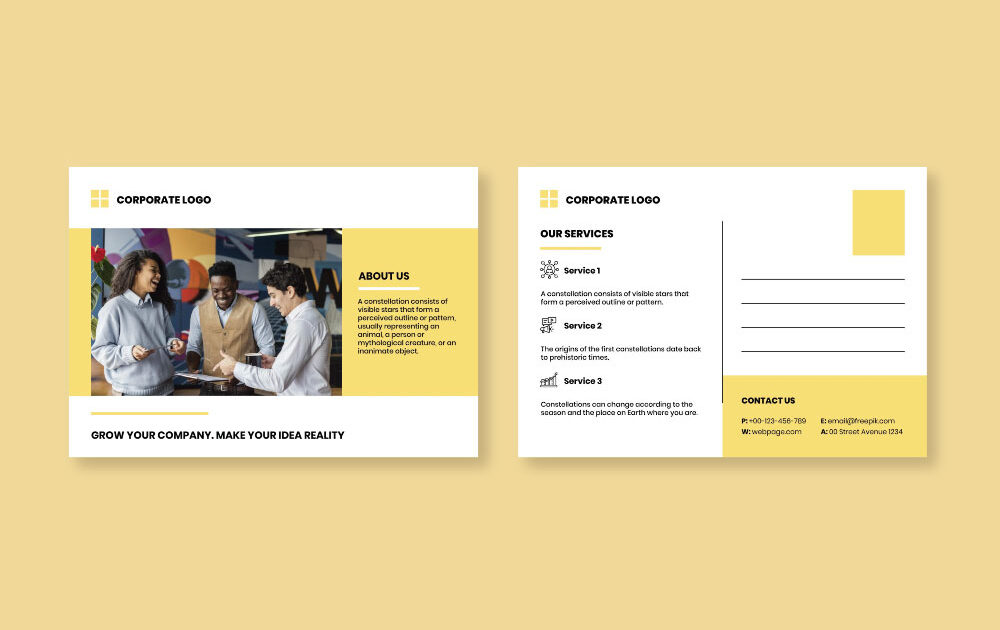 CORPORATE LOGO
ABOUT US
A constellation consists of
visible stars that form a
perceived outline or pattern,
usually representing an
animal, a person or
mythological creature, or an
inanimate object.
GROW YOUR COMPANY. MAKE YOUR IDEA REALITY
CORPORATE LOGO
OUR SERVICES
Service 1
A constellation consists of visible stars that
form a perceived outline or pattern.
Service 2
The origins of the first constellations date back
to prehistoric times.
Service 3
Constellations can change according to the
season and the place on Earth where you are.
CONTACT US
P: +00-123-456-789 E: email@freepik.com
W: webpage.com A: 00 Street Avenue 1234